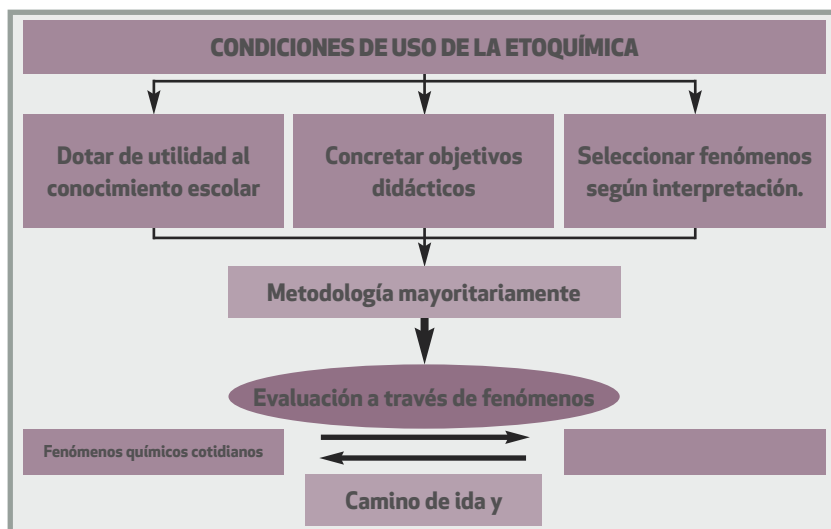 CONDICIONES DE USO DE LA ETOQUÍMICA
Dotar de utilidad al
conocimiento escolar
Concretar objetivos
didácticos
Seleccionar fenómenos
según interpretación.
Metodología mayoritariamente
Evaluación a través de fenómenos
Fenómenos químicos cotidianos
Camino de ida y